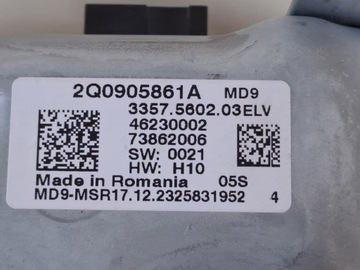 2Q0905861A MD9
3357.5602.03ELV
46230002
73862006
SW: 0021
HW: H10
Made in Romania 05S
MD9-MSR17.12.2325831952 4